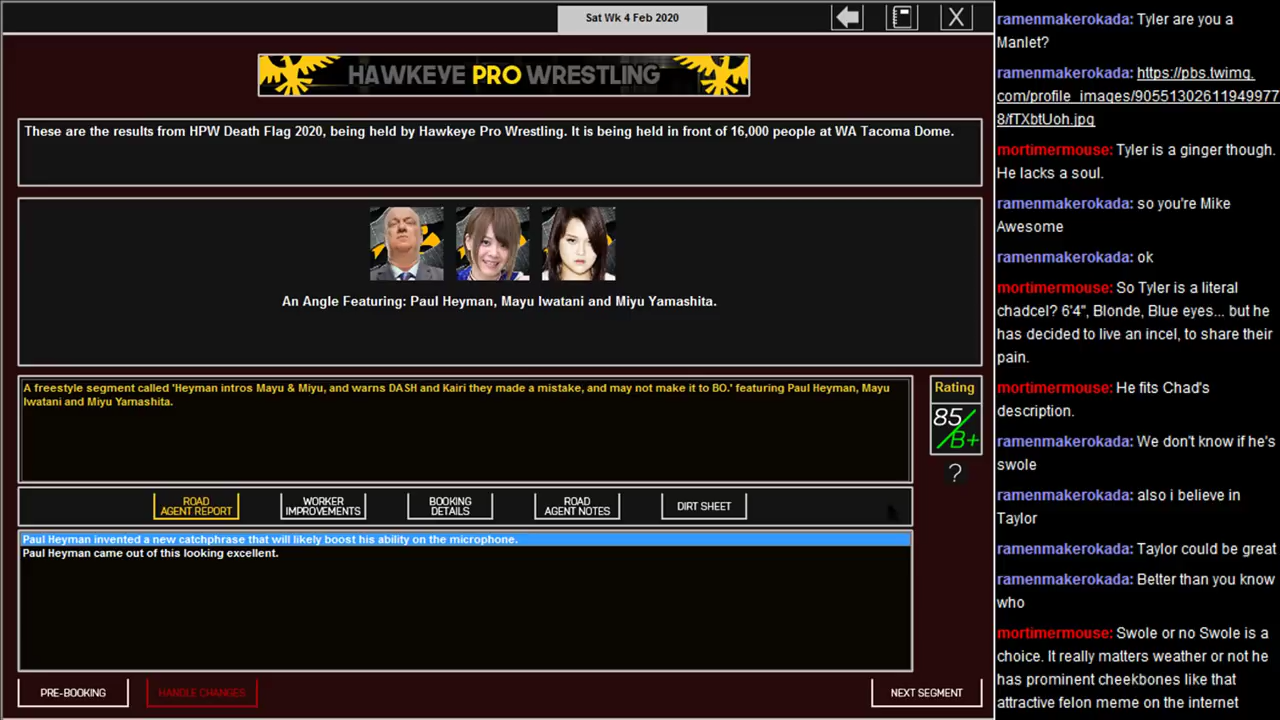 Sat Wk 4 Feb 2020
HAWKEYE PRO WRESTLING
These are the results from HPW Death Flag 2020, being held by Hawkeye Pro Wrestling. It is being held in front of 16,000 people at WA Tacoma Dome.
An Angle Featuring: Paul Heyman, Mayu Iwatani and Miyu Yamashita.
A freestyle segment called 'Heyman intros Mayu & Miyu, and warns DASH and Kairi they made a mistake, and may not make it to BO.' featuring Paul Heyman, Mayu
Iwatani and Miyu Yamashita.
Rating
85
B+
?
ROAD
AGENT REPORT
WORKER
IMPROVEMENTS
BOOKING
DETAILS
ROAD
AGENT NOTES
DIRT SHEET
Paul Heyman invented a new catchphrase that will likely boost his ability on the microphone.
Paul Heyman came out of this looking excellent.
PRE-BOOKING
HANDLE CHANGES
NEXT SEGMENT
ramenmakerokada: Tyler are you a
Manlet?
ramenmakerokada: https://pbs.twimg.
com/profile_images/90551302611949977
8/fTXbtUoh.jpg
mortimermouse: Tyler is a ginger though.
He lacks a soul.
ramenmakerokada: so you're Mike
Awesome
ramenmakerokada: ok
mortimermouse: So Tyler is a literal
chadcel? 6'4", Blonde, Blue eyes... but he
has decided to live an incel, to share their
pain.
mortimermouse: He fits Chad's
description.
ramenmakerokada: We don't know if he's
swole
ramenmakerokada: also i believe in
Taylor
ramenmakerokada: Taylor could be great
ramenmakerokada: Better than you know
who
mortimermouse: Swole or no Swole is a
choice. It really matters weather or not he
has prominent cheekbones like that
attractive felon meme on the internet